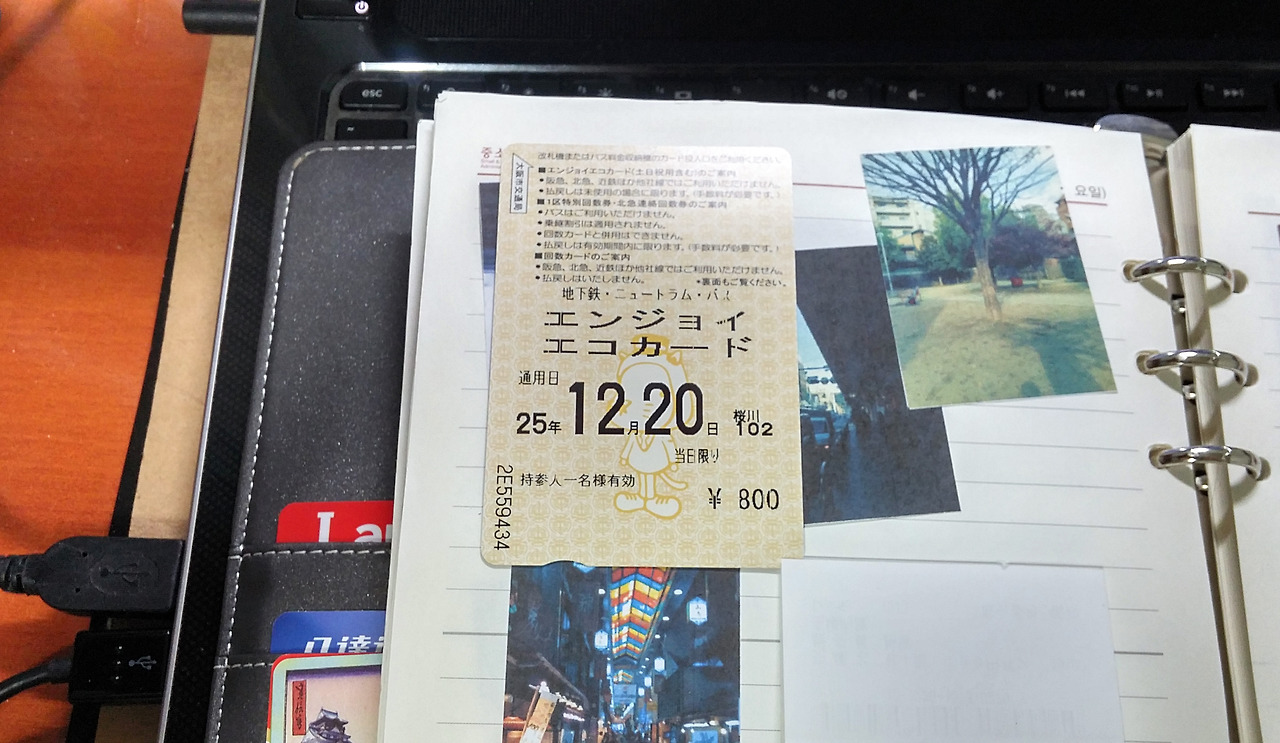 esc
중소
요일)
大阪市交通局
改札機またはバス料金収納機のカード投入口をご利用ください。
■エンジョイエコカード(土日祝用含む)のご案内
•阪急、北急、近鉄ほか他社線ではご利用いただけません。
•払戻しは未使用の場合に限ります。(手数料が必要です。)
■1区特別回数券・北急連絡回数券のご案内
•バスはご利用いただけません。
•乗継割引は適用されません。
•回数カードと併用はできません。
•払戻しは有効期間内に限ります。(手数料が必要です。)
■回数カードのご案内
•阪急、北急、近鉄ほか他社線ではご利用いただけません。
•払戻しはいたしません。 *裏面もご覧ください。
地下鉄・ニュートラム・バス
エンジョイ
エコカード
通用日
25年 12月20日 桜川
102
当日限り
持参人一名様有効
¥ 800
2E559434